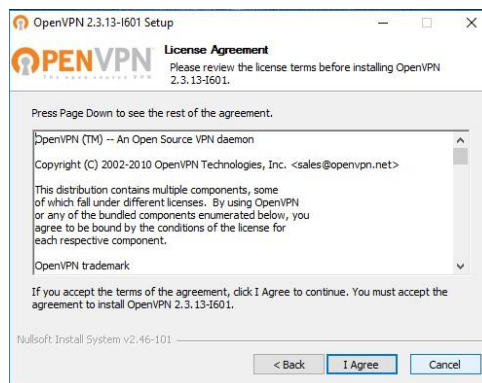 OpenVPN 2.3.13-I601 Setup
OPENVPN
The open source VPN
License Agreement
Please review the license terms before installing OpenVPN
2.3.13-I601.
Press Page Down to see the rest of the agreement.
OpenVPN (TM) -- An Open Source VPN daemon
Copyright (C) 2002-2010 OpenVPN Technologies, Inc. <sales@openvpn.net>
This distribution contains multiple components, some
of which fall under different licenses. By using OpenVPN
or any of the bundled components enumerated below, you
agree to be bound by the conditions of the license for
each respective component.
OpenVPN trademark
If you accept the terms of the agreement, click I Agree to continue. You must accept the
agreement to install OpenVPN 2.3.13-I601.
Nullsoft Install System v2.46-101
< Back I Agree Cancel